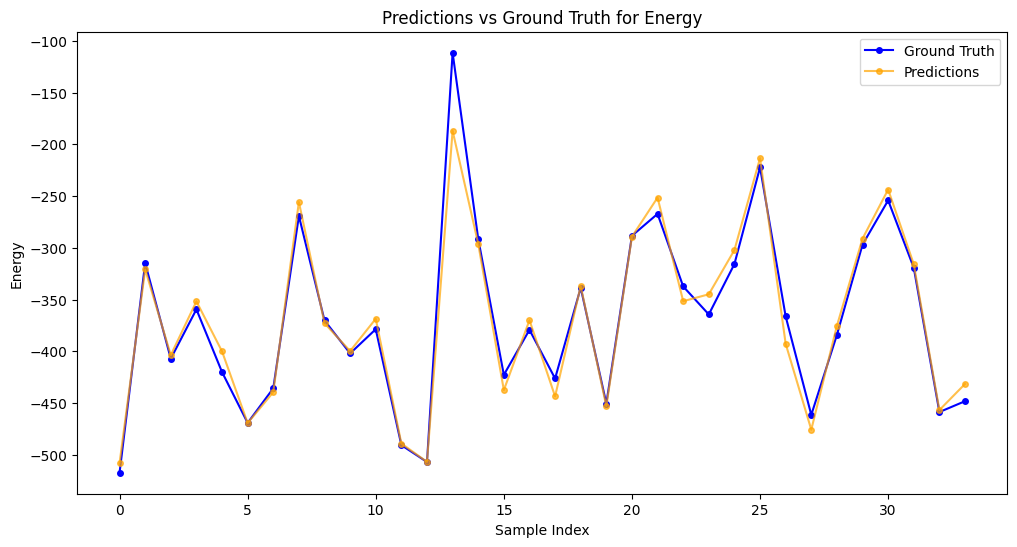 Predictions vs Ground Truth for Energy
Ground Truth
Predictions
Energy
−100
−150
−200
−250
−300
−350
−400
−450
−500
0 5 10 15 20 25 30
Sample Index